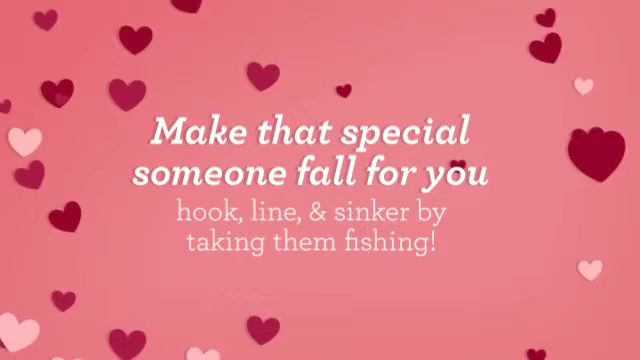 Make that special
someone fall for you
hook, line, & sinker by
taking them fishing!